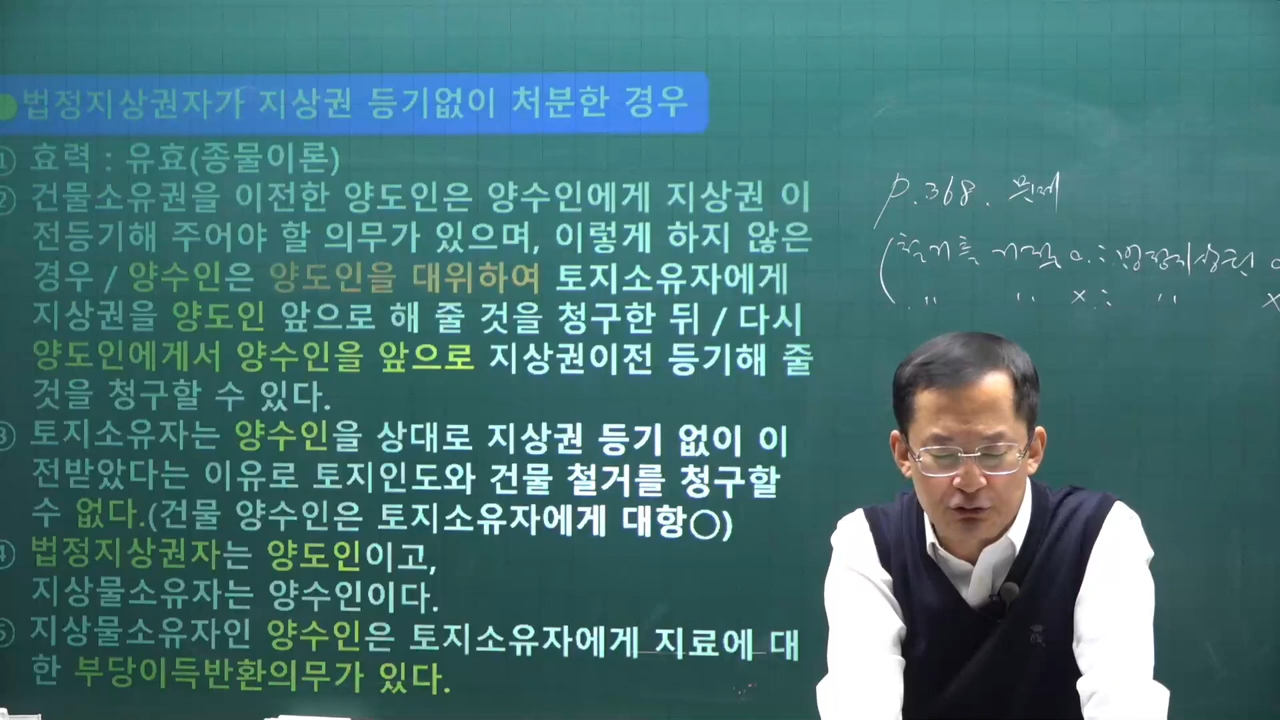 법정지상권자가 지상권 등기없이 처분한 경우
① 효력 : 유효(종물이론)
② 건물소유권을 이전한 양도인은 양수인에게 지상권 이
전등기해 주어야 할 의무가 있으며, 이렇게 하지 않은
경우 / 양수인은 양도인을 대위하여 토지소유자에게
지상권을 양도인 앞으로 해 줄 것을 청구한 뒤 / 다시
양도인에게서 양수인을 앞으로 지상권이전 등기해 줄
것을 청구할 수 있다.
③ 토지소유자는 양수인을 상대로 지상권 등기 없이 이
전받았다는 이유로 토지인도와 건물 철거를 청구할
수 없다.(건물 양수인은 토지소유자에게 대항○)
④ 법정지상권자는 양도인이고,
지상물소유자는 양수인이다.
⑤ 지상물소유자인 양수인은 토지소유자에게 지료에 대
한 부당이득반환의무가 있다.
P.368. 문제
법정지상권
〃 〃 x ∴ 〃 x